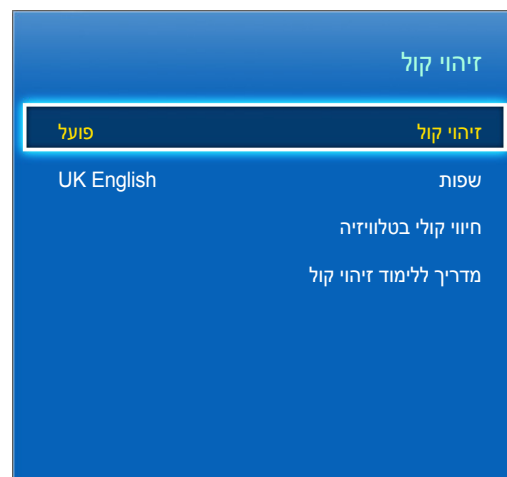 זיהוי קול
זיהוי קול פועל
שפות UK English
חיווי קולי בטלוויזיה
מדריך ללימוד זיהוי קול